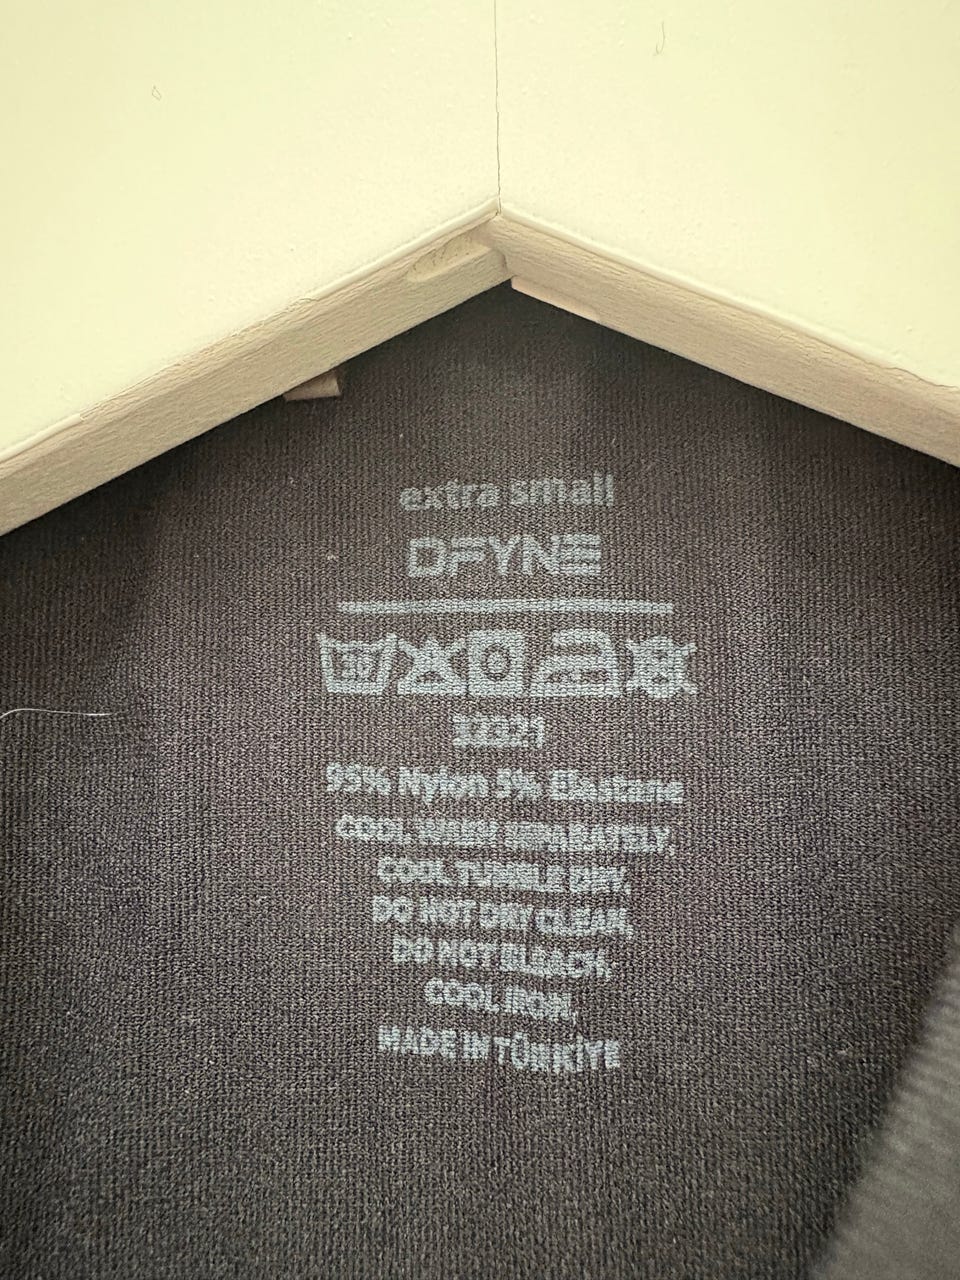 extra small
DFYNE
30
95% Nylon 5% Elastane
COOL WASH SEPARATELY,
COOL TUMBLE DRY,
DO NOT DRY CLEAN,
DO NOT BLEACH,
COOL IRON,
MADE IN TÜRKİYE